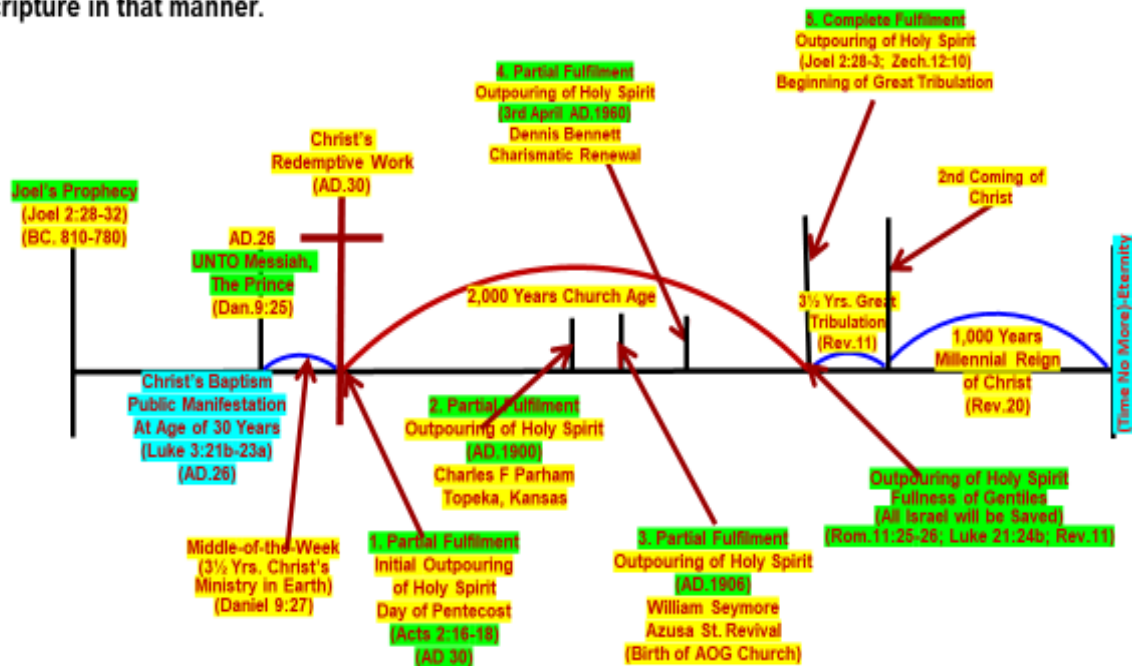 cripture in that manner.
5. Complete Fulfilment
Outpouring of Holy Spirit
(Joel 2:28-3; Zech.12:10)
Beginning of Great Tribulation
4. Partial Fulfilment
Outpouring of Holy Spirit
(3rd April AD.1960)
Dennis Bennett
Charismatic Renewal
Christ's
Redemptive Work
(AD.30)
2nd Coming of
Christ
Joel's Prophecy
(Joel 2:28-32)
(BC. 810-780)
AD.26
UNTO Messiah,
The Prince
(Dan.9:25)
2,000 Years Church Age
3½ Yrs. Great
Tribulation
(Rev.11)
1,000 Years
Millennial Reign
of Christ
(Rev.20)
(Time No More)-Eternity
Christ's Baptism
Public Manifestation
At Age of 30 Years
(Luke 3:21b-23a)
(AD.26)
2. Partial Fulfilment
Outpouring of Holy Spirit
(AD.1900)
Charles F Parham
Topeka, Kansas
Outpouring of Holy Spirit
Fullness of Gentiles
(All Israel will be Saved)
(Rom.11:25-26; Luke 21:24b; Rev.11)
Middle-of-the-Week
(3½ Yrs. Christ's
Ministry in Earth)
(Daniel 9:27)
1. Partial Fulfilment
Initial Outpouring
of Holy Spirit
Day of Pentecost
(Acts 2:16-18)
(AD 30)
3. Partial Fulfilment
Outpouring of Holy Spirit
(AD.1906)
William Seymore
Azusa St. Revival
(Birth of AOG Church)